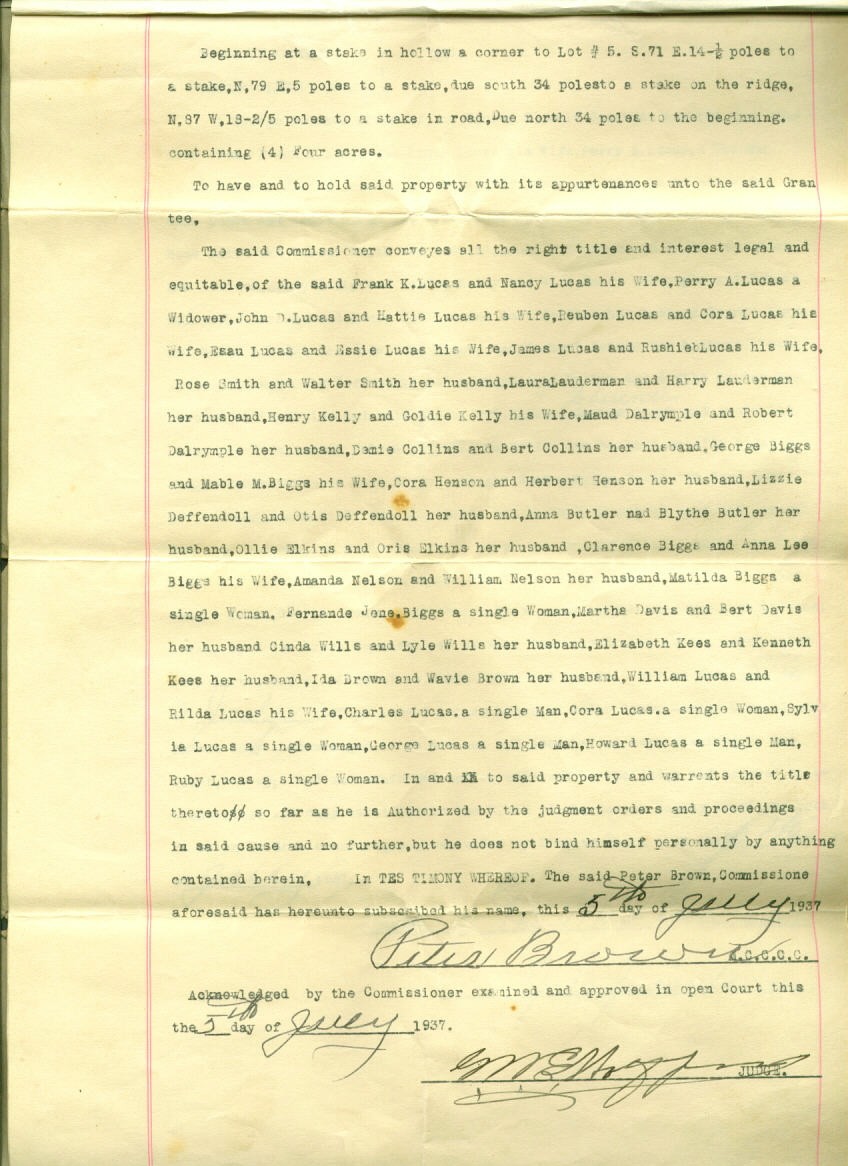 Beginning at a stake in hollow a corner to Lot # 5. S.71 E.14-½ poles to
a stake,N,79 E,5 poles to a stake,due south 34 polesto a stake on the ridge,
N,87 W,18-2/5 poles to a stake in road,Due north 34 poles to the beginning.
containing (4) Four acres.
To have and to hold said property with its appurtenances unto the said Gran
tee,
The said Commissioner conveyes all the right title and interest legal and
equitable,of the said Frank K.Lucas and Nancy Lucas his Wife,Perry A.Lucas a
Widower,John D.Lucas and Hattie Lucas his Wife,Reuben Lucas and Cora Lucas his
Wife,Esau Lucas and Essie Lucas his Wife,James Lucas and Rushie Lucas his Wife,
Rose Smith and Walter Smith her husband,LauraLauderman and Harry Lauderman
her husband,Henry Kelly and Goldie Kelly his Wife,Maud Dalrymple and Robert
Dalrymple her husband,Demie Collins and Bert Collins her husband,George Biggs
and Mable M.Biggs his Wife,Cora Henson and Herbert Henson her husband,Lizzie
Deffendoll and Otis Deffendoll her husband,Anna Butler nad Blythe Butler her
husband,Ollie Elkins and Oris Elkins her husband ,Clarence Biggs and Anna Lee
Biggs his Wife,Amanda Nelson and William Nelson her husband,Matilda Biggs a
single Woman, Fernande Jene.Biggs a single Woman,Martha Davis and Bert Davis
her husband Cinda Wills and Lyle Wills her husband,Elizabeth Kees and Kenneth
Kees her husband,Ida Brown and Wavie Brown her husband,William Lucas and
Rilda Lucas his Wife,Charles Lucas.a single Man,Cora Lucas.a single Woman,Sylv
ia Lucas a single Woman,George Lucas a single Man,Howard Lucas a single Man,
Ruby Lucas a single Woman. In and to said property and warrents the title
thereto so far as he is Authorized by the judgment orders and proceedings
in said cause and no further,but he does not bind himself personally by anything
contained herein, In TES TIMONY WHEREOF. The said Peter Brown,Commissione
aforesaid has hereunto subscribed his name, this 5th day of July 1937
Peter Brown M.C.C.C.
Acknowledged by the Commissioner examined and approved in open Court this
the 5th day of July 1937.
JUDGE.